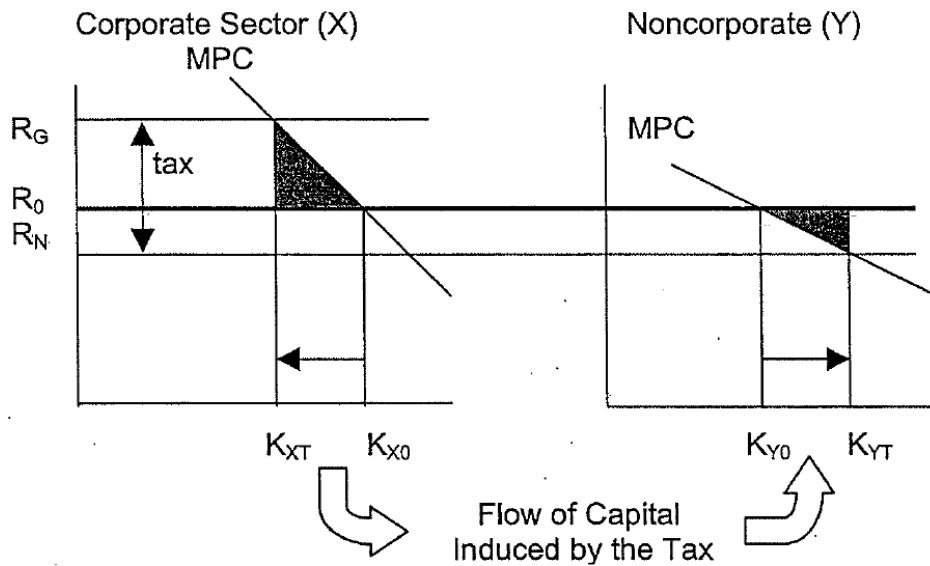 Corporate Sector (X)
Noncorporate (Y)
MPC
MPC
R_G
tax
R_0
R_N
K_XT
K_X0
K_Y0
K_YT
Flow of Capital
Induced by the Tax